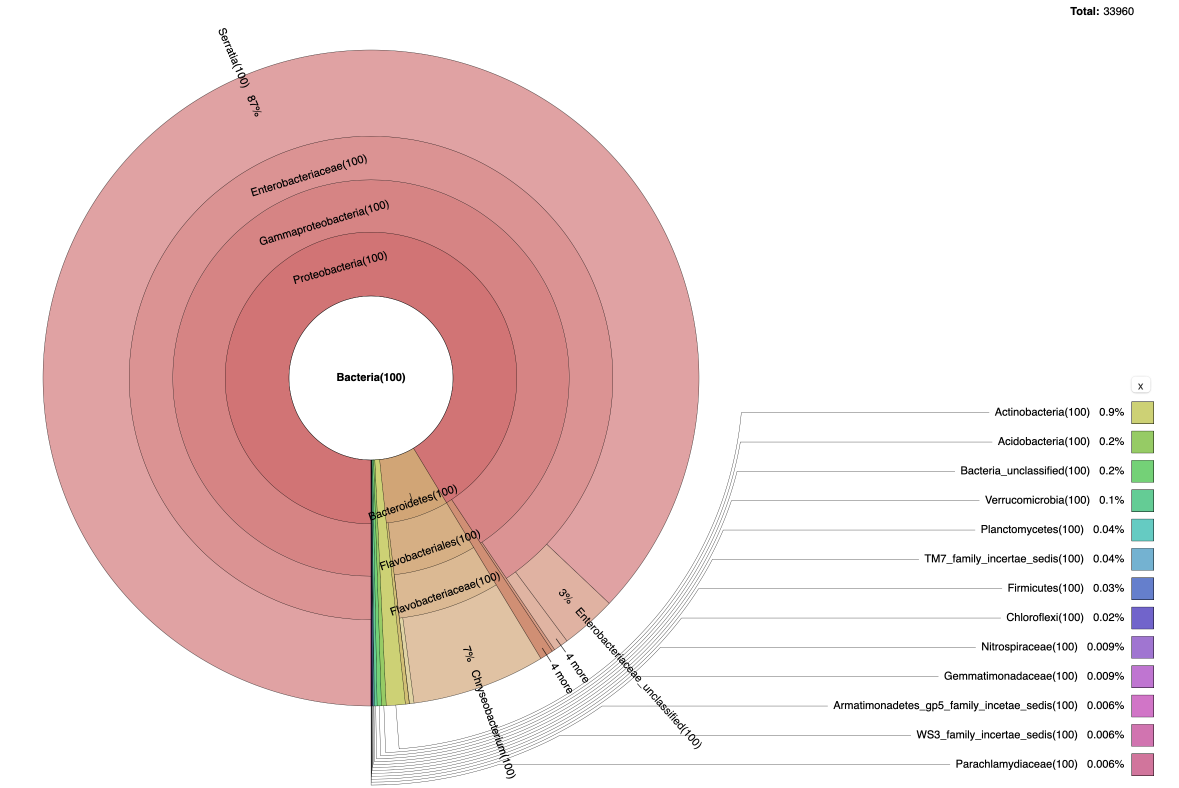 Total: 33960
Serratia(100) 87%
Enterobacteriaceae(100)
Gammaproteobacteria(100)
Proteobacteria(100)
Bacteria(100)
Bacteroidetes(100)
Flavobacteriales(100)
Flavobacteriaceae(100)
7% Chryseobacterium(100)
4 more
4 more
3% Enterobacteriaceae_unclassified(100)
x
Actinobacteria(100) 0.9%
Acidobacteria(100) 0.2%
Bacteria_unclassified(100) 0.2%
Verrucomicrobia(100) 0.1%
Planctomycetes(100) 0.04%
TM7_family_incertae_sedis(100) 0.04%
Firmicutes(100) 0.03%
Chloroflexi(100) 0.02%
Nitrospiraceae(100) 0.009%
Gemmatimonadaceae(100) 0.009%
Armatimonadetes_gp5_family_incetae_sedis(100) 0.006%
WS3_family_incertae_sedis(100) 0.006%
Parachlamydiaceae(100) 0.006%